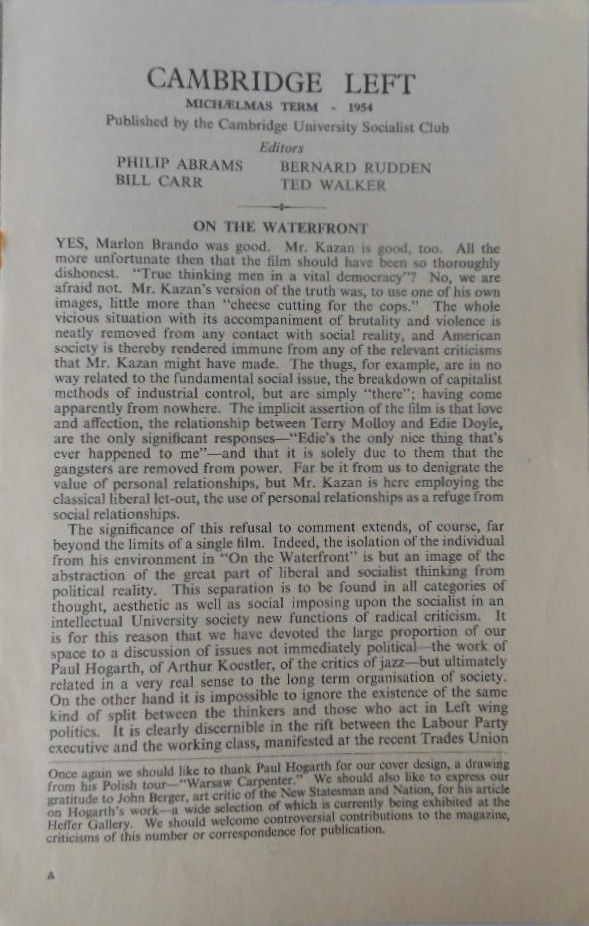 CAMBRIDGE LEFT
MICHÆLMAS TERM - 1954
Published by the Cambridge University Socialist Club
Editors
PHILIP ABRAMS BERNARD RUDDEN
BILL CARR TED WALKER
ON THE WATERFRONT
YES, Marlon Brando was good. Mr. Kazan is good, too. All the
more unfortunate then that the film should have been so thoroughly
dishonest. "True thinking men in a vital democracy"? No, we are
afraid not. Mr. Kazan's version of the truth was, to use one of his own
images, little more than "cheese cutting for the cops." The whole
vicious situation with its accompaniment of brutality and violence is
neatly removed from any contact with social reality, and American
society is thereby rendered immune from any of the relevant criticisms
that Mr. Kazan might have made. The thugs, for example, are in no
way related to the fundamental social issue, the breakdown of capitalist
methods of industrial control, but are simply "there"; having come
apparently from nowhere. The implicit assertion of the film is that love
and affection, the relationship between Terry Molloy and Edie Doyle,
are the only significant responses—"Edie's the only nice thing that's
ever happened to me"—and that it is solely due to them that the
gangsters are removed from power. Far be it from us to denigrate the
value of personal relationships, but Mr. Kazan is here employing the
classical liberal let-out, the use of personal relationships as a refuge from
social relationships.
The significance of this refusal to comment extends, of course, far
beyond the limits of a single film. Indeed, the isolation of the individual
from his environment in "On the Waterfront" is but an image of the
abstraction of the great part of liberal and socialist thinking from
political reality. This separation is to be found in all categories of
thought, aesthetic as well as social imposing upon the socialist in an
intellectual University society new functions of radical criticism. It
is for this reason that we have devoted the large proportion of our
space to a discussion of issues not immediately political—the work of
Paul Hogarth, of Arthur Koestler, of the critics of jazz—but ultimately
related in a very real sense to the long term organisation of society.
On the other hand it is impossible to ignore the existence of the same
kind of split between the thinkers and those who act in Left wing
politics. It is clearly discernible in the rift between the Labour Party
executive and the working class, manifested at the recent Trades Union
Once again we should like to thank Paul Hogarth for our cover design, a drawing
from his Polish tour—"Warsaw Carpenter." We should also like to express our
gratitude to John Berger, art critic of the New Statesman and Nation, for his article
on Hogarth's work—a wide selection of which is currently being exhibited at the
Heffer Gallery. We should welcome controversial contributions to the magazine,
criticisms of this number or correspondence for publication.
A